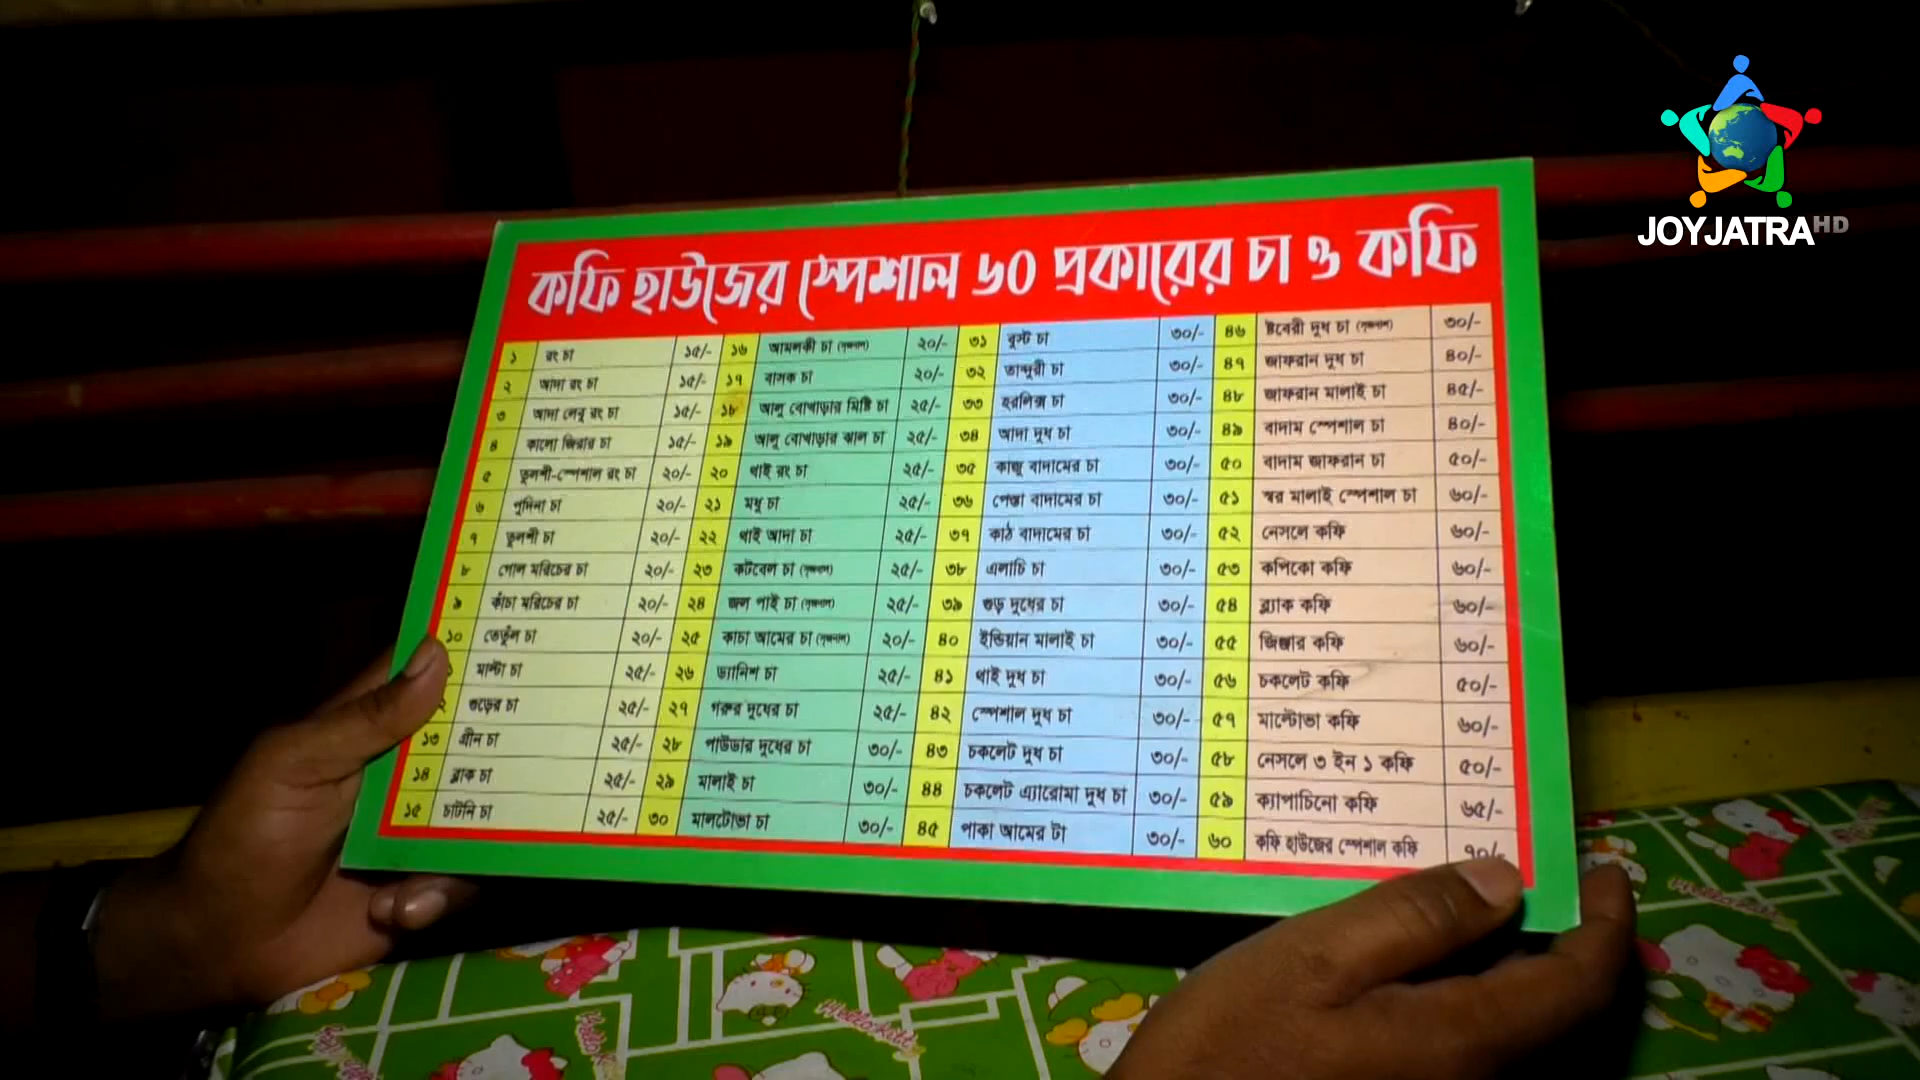 JOYJATRA HD
কফি হাউজের স্পেশাল ৬০ প্রকারের চা ও কফি
১ রং চা ১৫/-
২ আদা রং চা ১৫/-
৩ আদা লেবু রং চা ১৫/-
৪ কালো জিরার চা ১৫/-
৫ তুলশী-স্পেশাল রং চা ২০/-
৬ পুদিনা চা ২০/-
৭ তুলশী চা ২০/-
৮ গোল মরিচের চা ২০/-
৯ কাঁচা মরিচের চা ২০/-
১০ তেতুঁল চা ২০/-
মাল্টা চা ২৫/-
২ গুড়ের চা ২৫/-
১৩ গ্রীন চা ২৫/-
১৪ ব্লাক চা ২৫/-
১৫ চাটনি চা ২৫/-
১৬ আমলকী চা ২০/-
১৭ বাসক চা ২০/-
১৮ আলু বোখাড়ার মিষ্টি চা ২৫/-
১৯ আলু বোখাড়ার ঝাল চা ২৫/-
২০ থাই রং চা ২৫/-
২১ মধু চা ২৫/-
২২ থাই আদা চা ২৫/-
২৩ কটবেল চা ২৫/-
২৪ জল পাই চা ২৫/-
২৫ কাচা আমের চা ২০/-
২৬ ড্যানিশ চা ২৫/-
২৭ গরুর দুধের চা ২৫/-
২৮ পাউডার দুধের চা ৩০/-
২৯ মালাই চা ৩০/-
৩০ মালটোভা চা ৩০/-
৩১ বুস্ট চা ৩০/-
৩২ তান্দুরী চা ৩০/-
৩৩ হরলিক্স চা ৩০/-
৩৪ আদা দুধ চা ৩০/-
৩৫ কাজু বাদামের চা ৩০/-
৩৬ পেস্তা বাদামের চা ৩০/-
৩৭ কাঠ বাদামের চা ৩০/-
৩৮ এলাচি চা ৩০/-
৩৯ গুড় দুধের চা ৩০/-
৪০ ইন্ডিয়ান মালাই চা ৩০/-
৪১ থাই দুধ চা ৩০/-
৪২ স্পেশাল দুধ চা ৩০/-
৪৩ চকলেট দুধ চা ৩০/-
৪৪ চকলেট এ্যারোমা দুধ চা ৩০/-
৪৫ পাকা আমের টা ৩০/-
৪৬ দুধ চা ৩০/-
৪৭ জাফরান দুধ চা ৪০/-
৪৮ জাফরান মালাই চা ৪৫/-
৪৯ বাদাম স্পেশাল চা ৪০/-
৫০ বাদাম জাফরান চা ৫০/-
৫১ স্বর মালাই স্পেশাল চা ৬০/-
৫২ নেসলে কফি ৬০/-
৫৩ কপিকো কফি ৬০/-
৫৪ ব্ল্যাক কফি ৬০/-
৫৫ জিঞ্জার কফি ৬০/-
৫৬ চকলেট কফি ৫০/-
৫৭ মাল্টোভা কফি ৬০/-
৫৮ নেসলে ৩ ইন ১ কফি ৫০/-
৫৯ ক্যাপাচিনো কফি ৬৫/-
৬০ কফি হাউজের স্পেশাল কফি ৭০/-